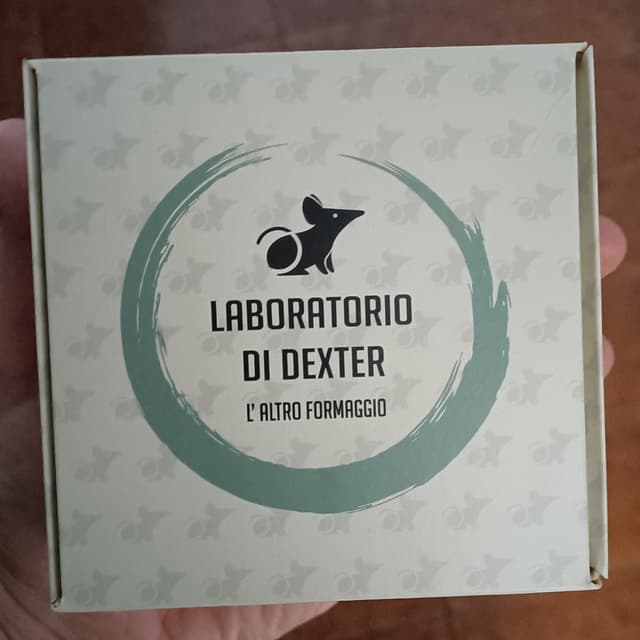 LABORATORIO
DI DEXTER
L' ALTRO FORMAGGIO